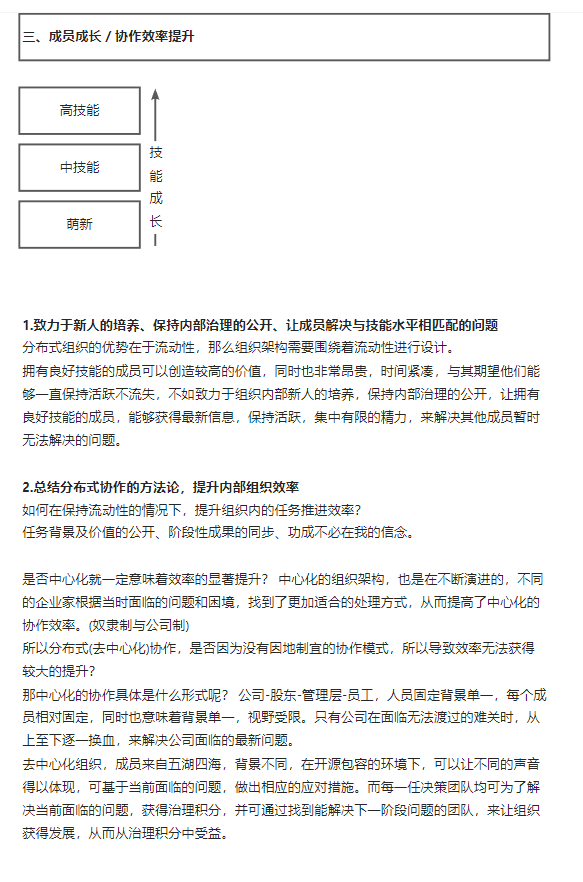 三、成员成长 / 协作效率提升
高技能
中技能
萌新
技
能
成
长
1.致力于新人的培养、保持内部治理的公开、让成员解决与技能水平相匹配的问题
分布式组织的优势在于流动性，那么组织架构需要围绕着流动性进行设计。
拥有良好技能的成员可以创造较高的价值，同时也非常昂贵，时间紧凑，与其期望他们能
够一直保持活跃不流失，不如致力于组织内部新人的培养，保持内部治理的公开，让拥有
良好技能的成员，能够获得最新信息，保持活跃，集中有限的精力，来解决其他成员暂时
无法解决的问题。
2.总结分布式协作的方法论，提升内部组织效率
如何在保持流动性的情况下，提升组织内的任务推进效率？
任务背景及价值的公开、阶段性成果的同步、功成不必在我的信念。
是否中心化就一定意味着效率的显著提升？ 中心化的组织架构，也是在不断演进的，不同
的企业家根据当时面临的问题和困境，找到了更加适合的处理方式，从而提高了中心化的
协作效率。(奴隶制与公司制)
所以分布式(去中心化)协作，是否因为没有因地制宜的协作模式，所以导致效率无法获得
较大的提升？
那中心化的协作具体是什么形式呢？ 公司-股东-管理层-员工，人员固定背景单一，每个成
员相对固定，同时也意味着背景单一，视野受限。只有公司在面临无法渡过的难关时，从
上至下逐一换血，来解决公司面临的最新问题。
去中心化组织，成员来自五湖四海，背景不同，在开源包容的环境下，可以让不同的声音
得以体现，可基于当前面临的问题，做出相应的应对措施。而每一任决策团队均可为了解
决当前面临的问题，获得治理积分，并可通过找到能解决下一阶段问题的团队，来让组织
获得发展，从而从治理积分中受益。